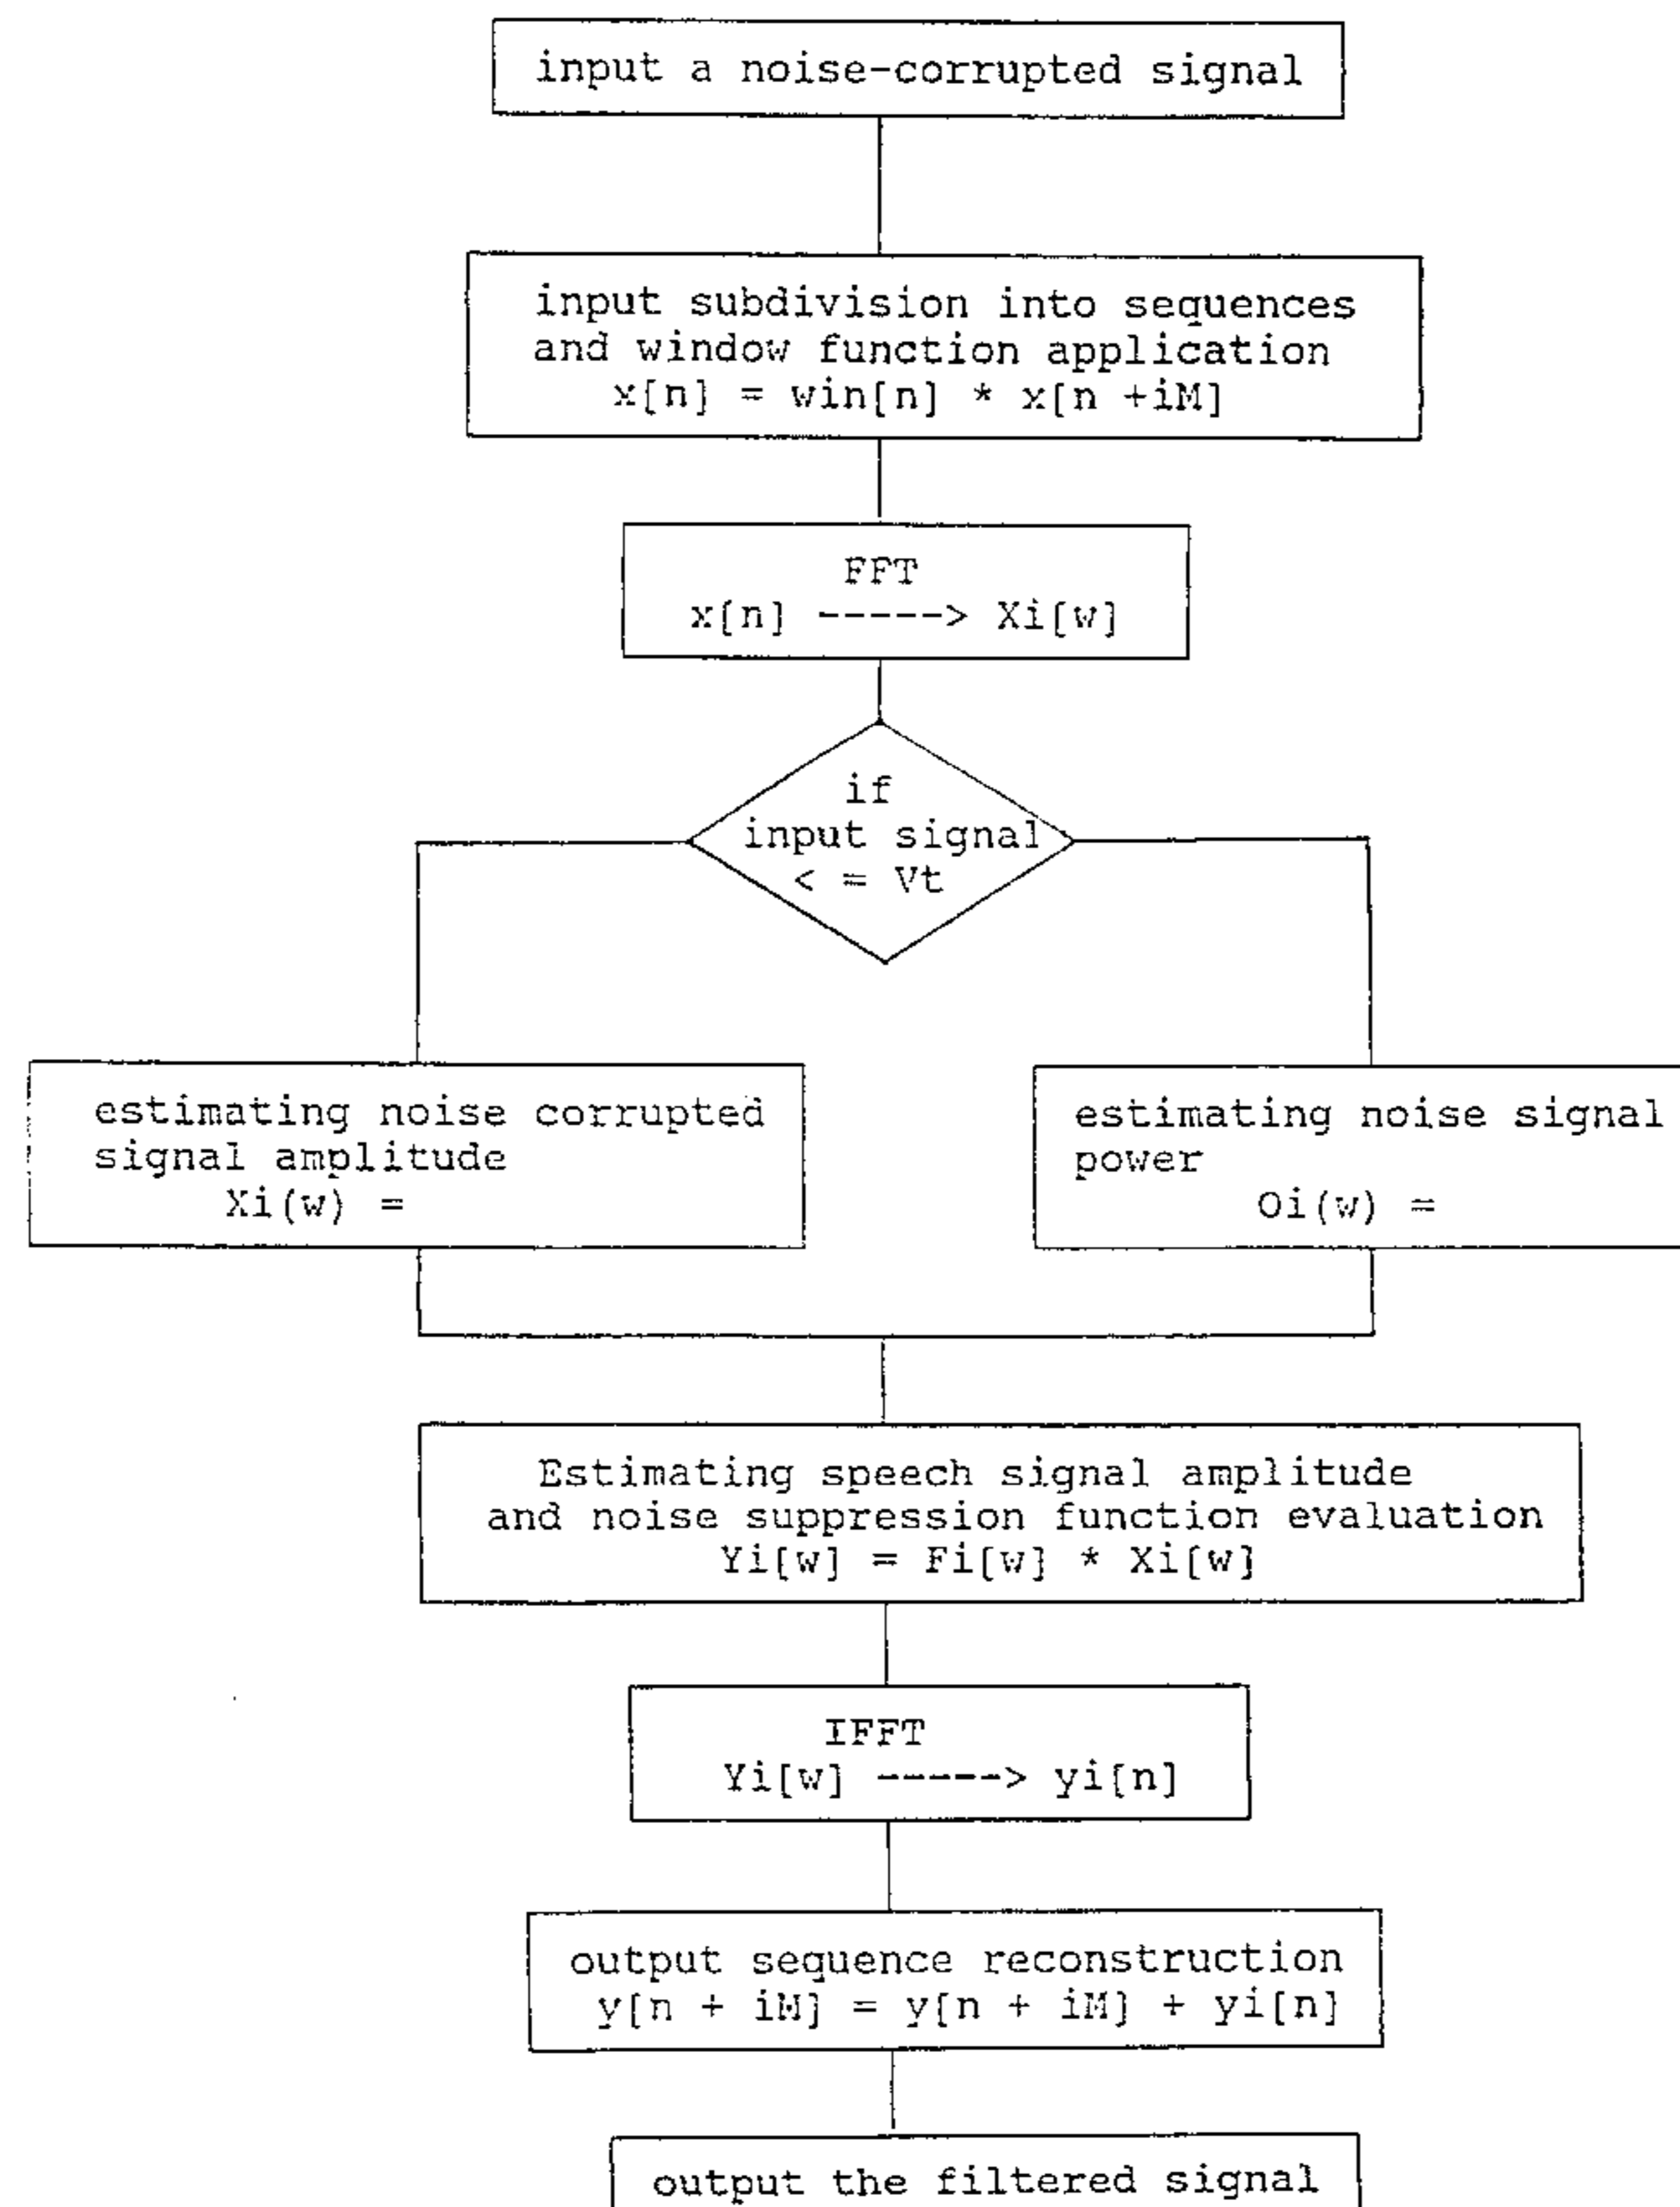 input a noise-corrupted signal
input subdivision into sequences
and window function application
x[n] = win[n] * x[n +iM]
FFT
x[n] -----> Xi[w]
if
input signal
< = Vt
estimating noise corrupted
signal amplitude
Xi(w) =
estimating noise signal
power
Oi(w) =
Estimating speech signal amplitude
and noise suppression function evaluation
Yi[w] = Fi[w] * Xi[w]
IFFT
Yi[w] -----> yi[n]
output sequence reconstruction
y[n + iM] = y[n + iM] + yi[n]
output the filtered signal